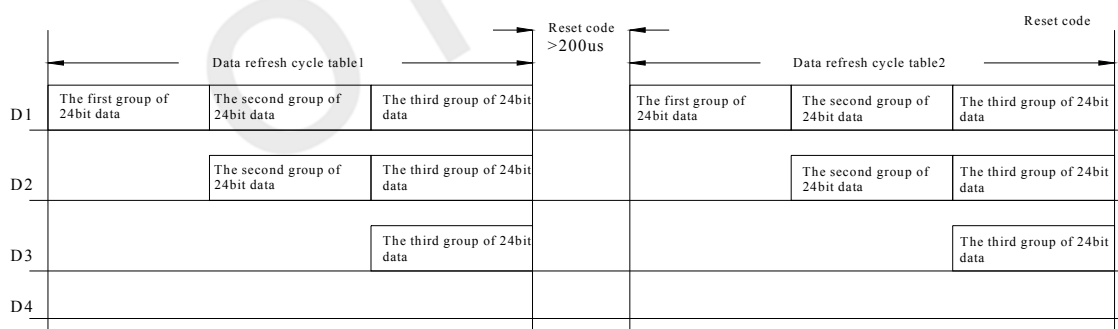 Reset code
>200us
Reset code
Data refresh cycle table1
Data refresh cycle table2
D1
The first group of
24bit data
The second group of
24bit data
The third group of 24bit
data
The first group of
24bit data
The second group of
24bit data
The third group of 24bit
data
D2
The second group of
24bit data
The third group of 24bit
data
The second group of
24bit data
The third group of 24bit
data
D3
The third group of 24bit
data
The third group of 24bit
data
D4